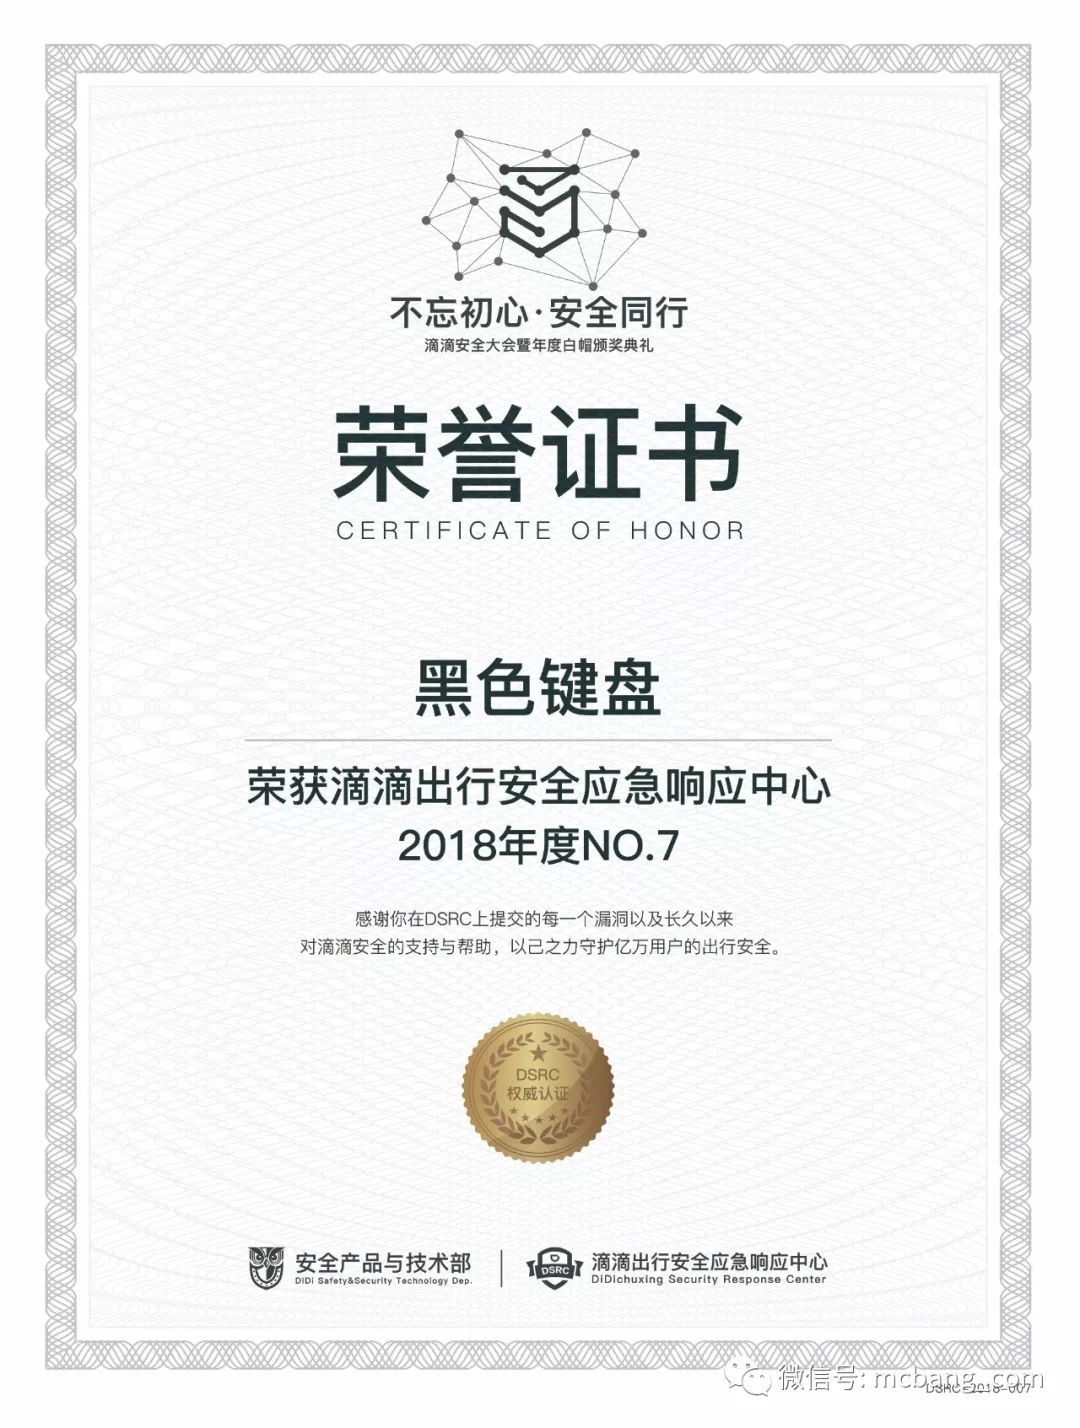 不忘初心·安全同行
滴滴安全大会暨年度白帽颁奖典礼
荣誉证书
CERTIFICATE OF HONOR
黑色键盘
荣获滴滴出行安全应急响应中心
2018年度NO.7
感谢你在DSRC上提交的每一个漏洞以及长久以来
对滴滴安全的支持与帮助，以己之力守护亿万用户的出行安全。
DSRC
权威认证
安全产品与技术部
DiDi Safety&Security Technology Dep.
DSRC
滴滴出行安全应急响应中心
DiDichuxing Security Response Center
微信号: mcbang_com
DSRC-2018-007